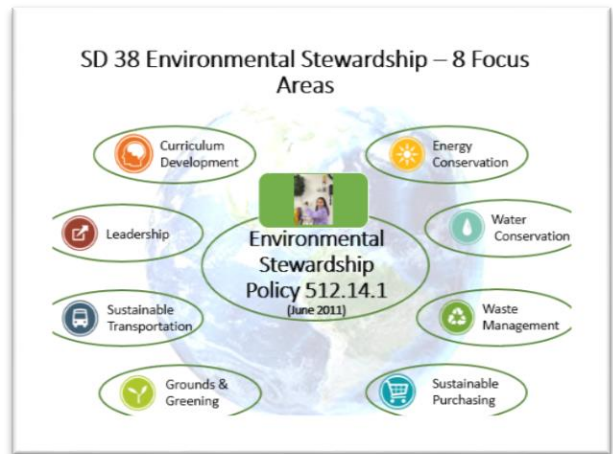 SD 38 Environmental Stewardship – 8 Focus
Areas
Curriculum
Development
Energy
Conservation
Leadership
Environmental
Stewardship
Policy 512.14.1
(June 2011)
Water
Conservation
Sustainable
Transportation
Waste
Management
Grounds &
Greening
Sustainable
Purchasing